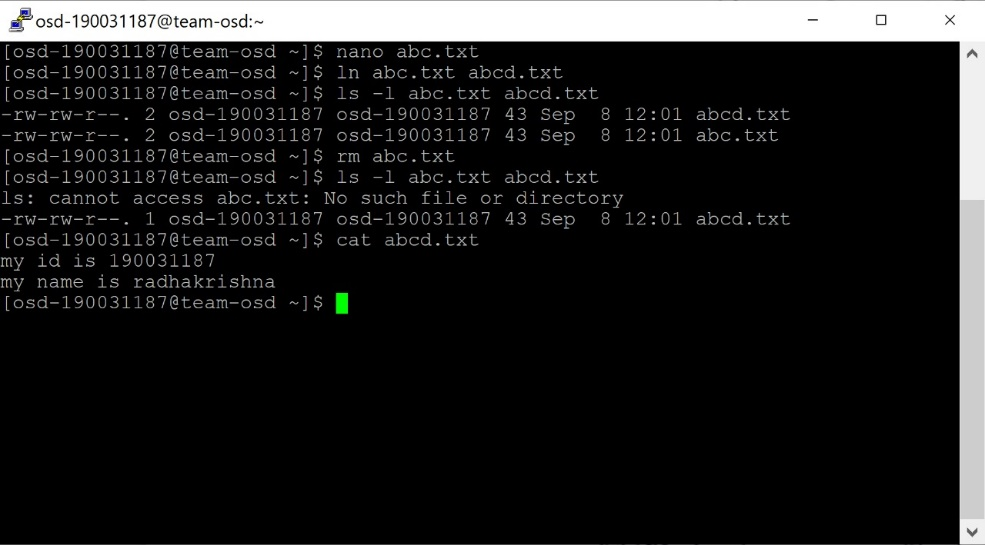 osd-190031187@team-osd:~
[osd-190031187@team-osd ~]$ nano abc.txt
[osd-190031187@team-osd ~]$ ln abc.txt abcd.txt
[osd-190031187@team-osd ~]$ ls -l abc.txt abcd.txt
-rw-rw-r--. 2 osd-190031187 osd-190031187 43 Sep  8 12:01 abcd.txt
-rw-rw-r--. 2 osd-190031187 osd-190031187 43 Sep  8 12:01 abc.txt
[osd-190031187@team-osd ~]$ rm abc.txt
[osd-190031187@team-osd ~]$ ls -l abc.txt abcd.txt
ls: cannot access abc.txt: No such file or directory
-rw-rw-r--. 1 osd-190031187 osd-190031187 43 Sep  8 12:01 abcd.txt
[osd-190031187@team-osd ~]$ cat abcd.txt
my id is 190031187
my name is radhakrishna
[osd-190031187@team-osd ~]$